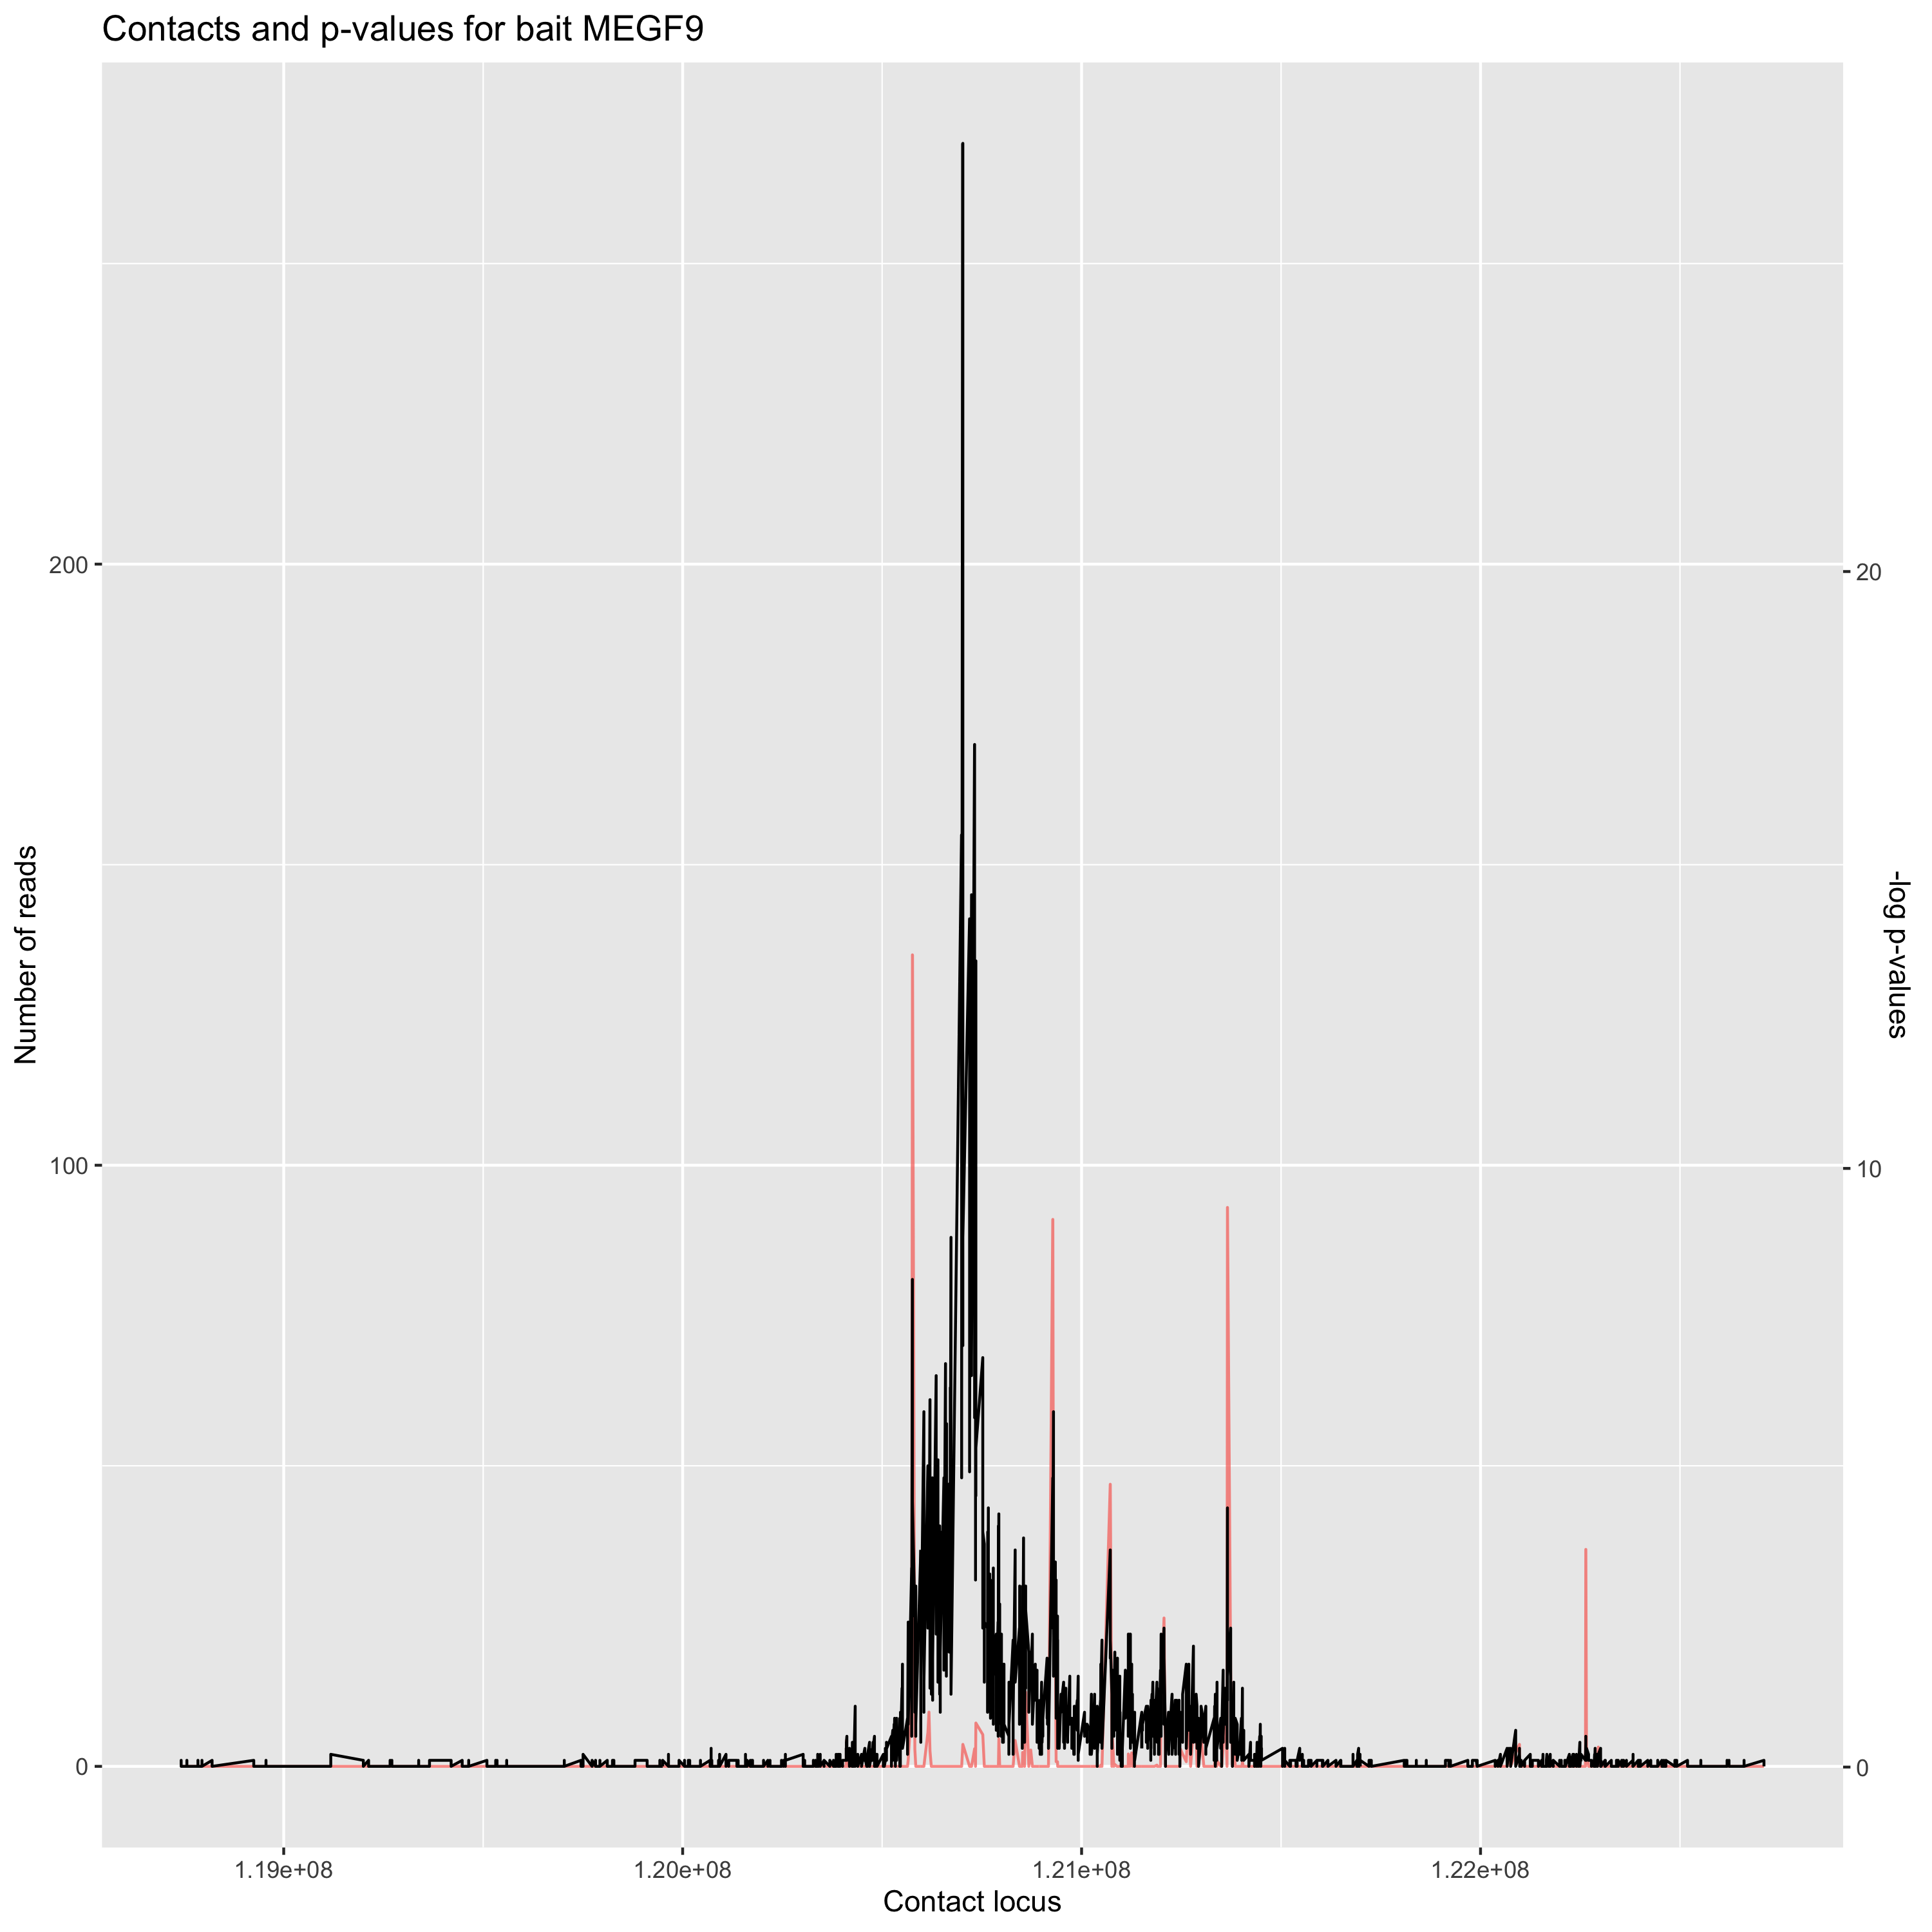 Contacts and p-values for bait MEGF9
Number of reads
200
100
0
20
10
0
-log p-values
1.19e+08
1.20e+08
1.21e+08
1.22e+08
Contact locus